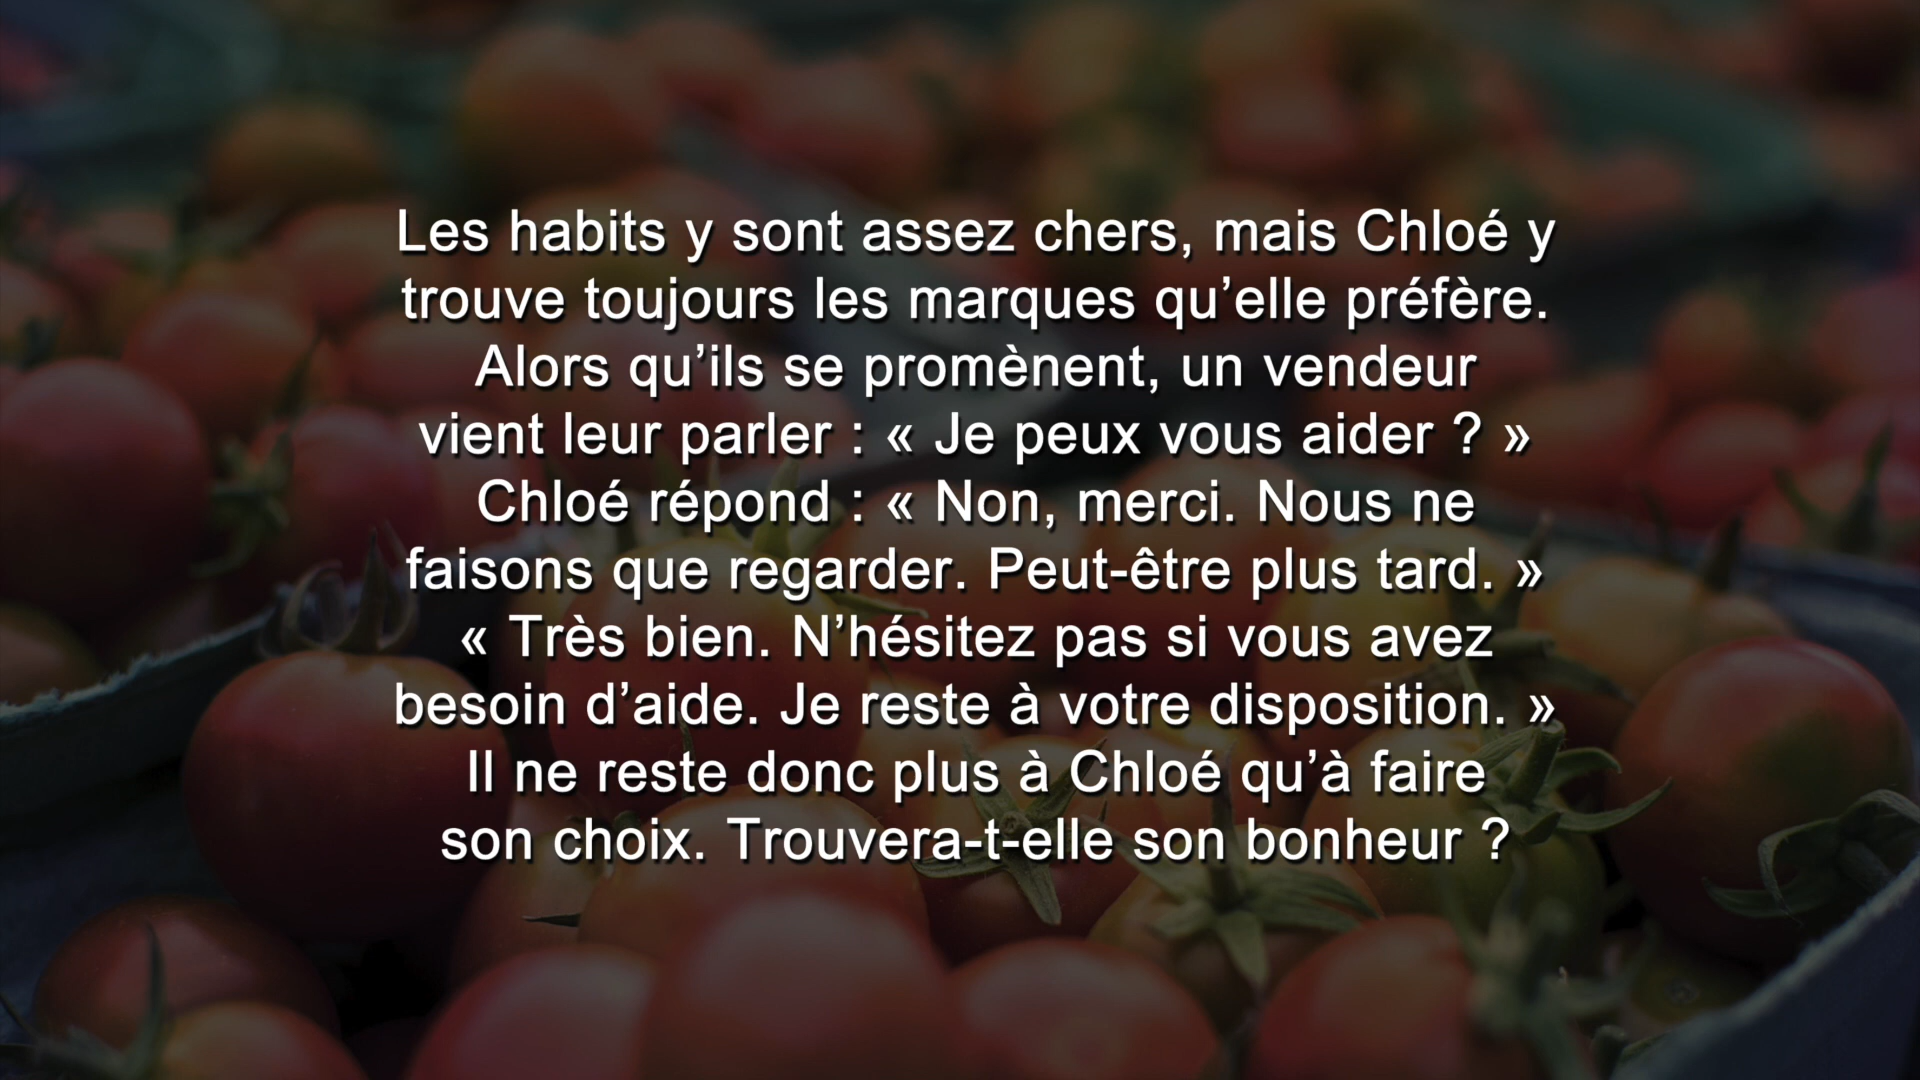 Les habits y sont assez chers, mais Chloé y
trouve toujours les marques qu’elle préfère.
Alors qu’ils se promènent, un vendeur
vient leur parler : « Je peux vous aider ? »
Chloé répond : « Non, merci. Nous ne
faisons que regarder. Peut-être plus tard. »
« Très bien. N’hésitez pas si vous avez
besoin d’aide. Je reste à votre disposition. »
Il ne reste donc plus à Chloé qu’à faire
son choix. Trouvera-t-elle son bonheur ?